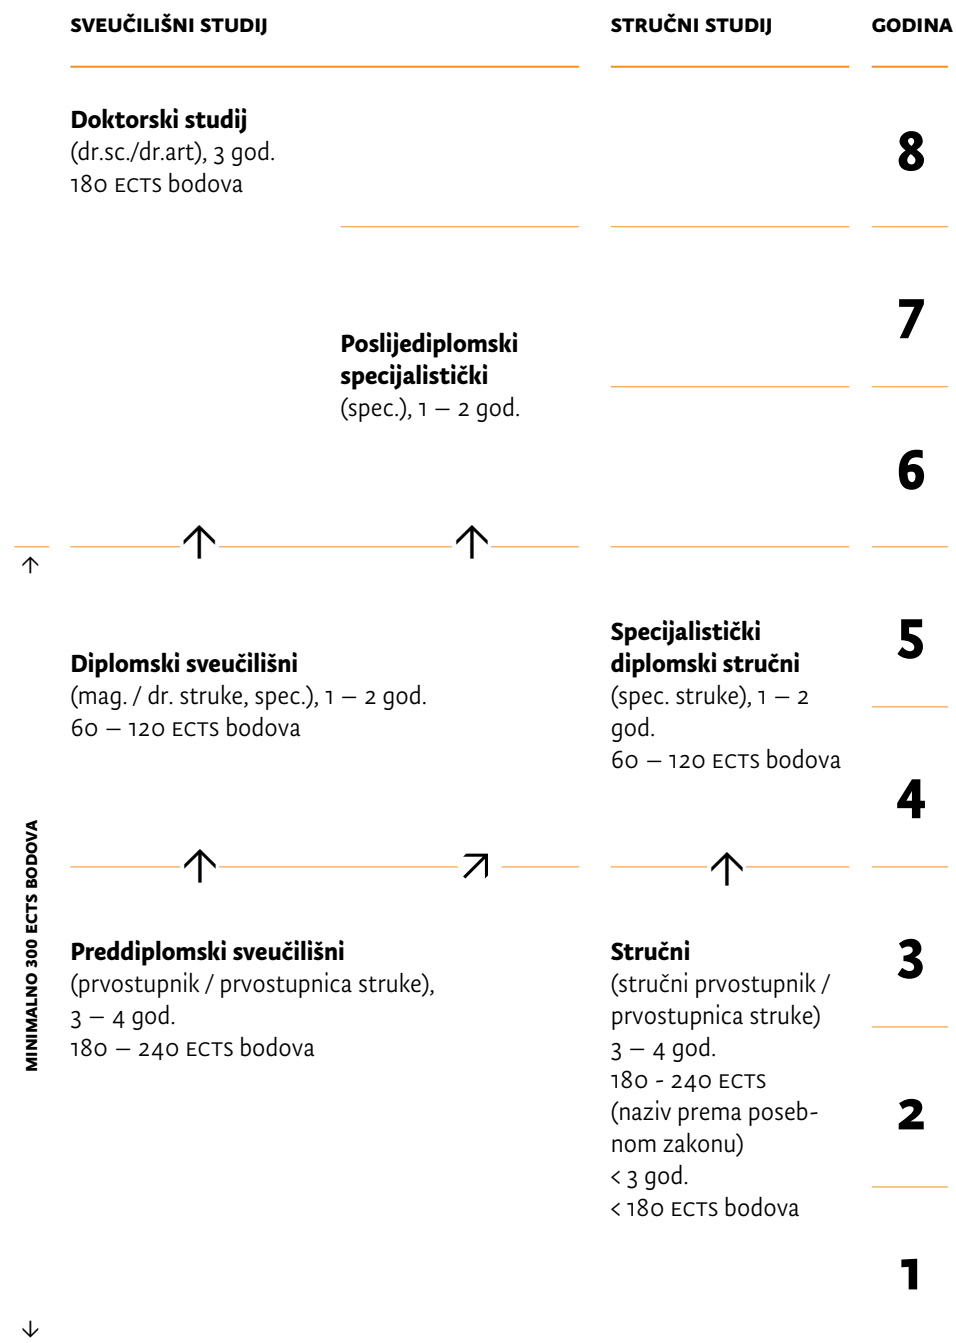 SVEUČILIŠNI STUDIJ
STRUČNI STUDIJ
GODINA
Doktorski studij
(dr.sc./dr.art), 3 god.
180 ECTS bodova
8
7
Poslijediplomski
specijalistički
(spec.), 1 – 2 god.
6
Diplomski sveučilišni
(mag. / dr. struke, spec.), 1 – 2 god.
60 – 120 ECTS bodova
Specijalistički
diplomski stručni
(spec. struke), 1 – 2
god.
60 – 120 ECTS bodova
5
4
MINIMALNO 300 ECTS BODOVA
Preddiplomski sveučilišni
(prvostupnik / prvostupnica struke),
3 – 4 god.
180 – 240 ECTS bodova
Stručni
(stručni prvostupnik /
prvostupnica struke)
3 – 4 god.
180 - 240 ECTS
(naziv prema poseb-
nom zakonu)
< 3 god.
< 180 ECTS bodova
3
2
1